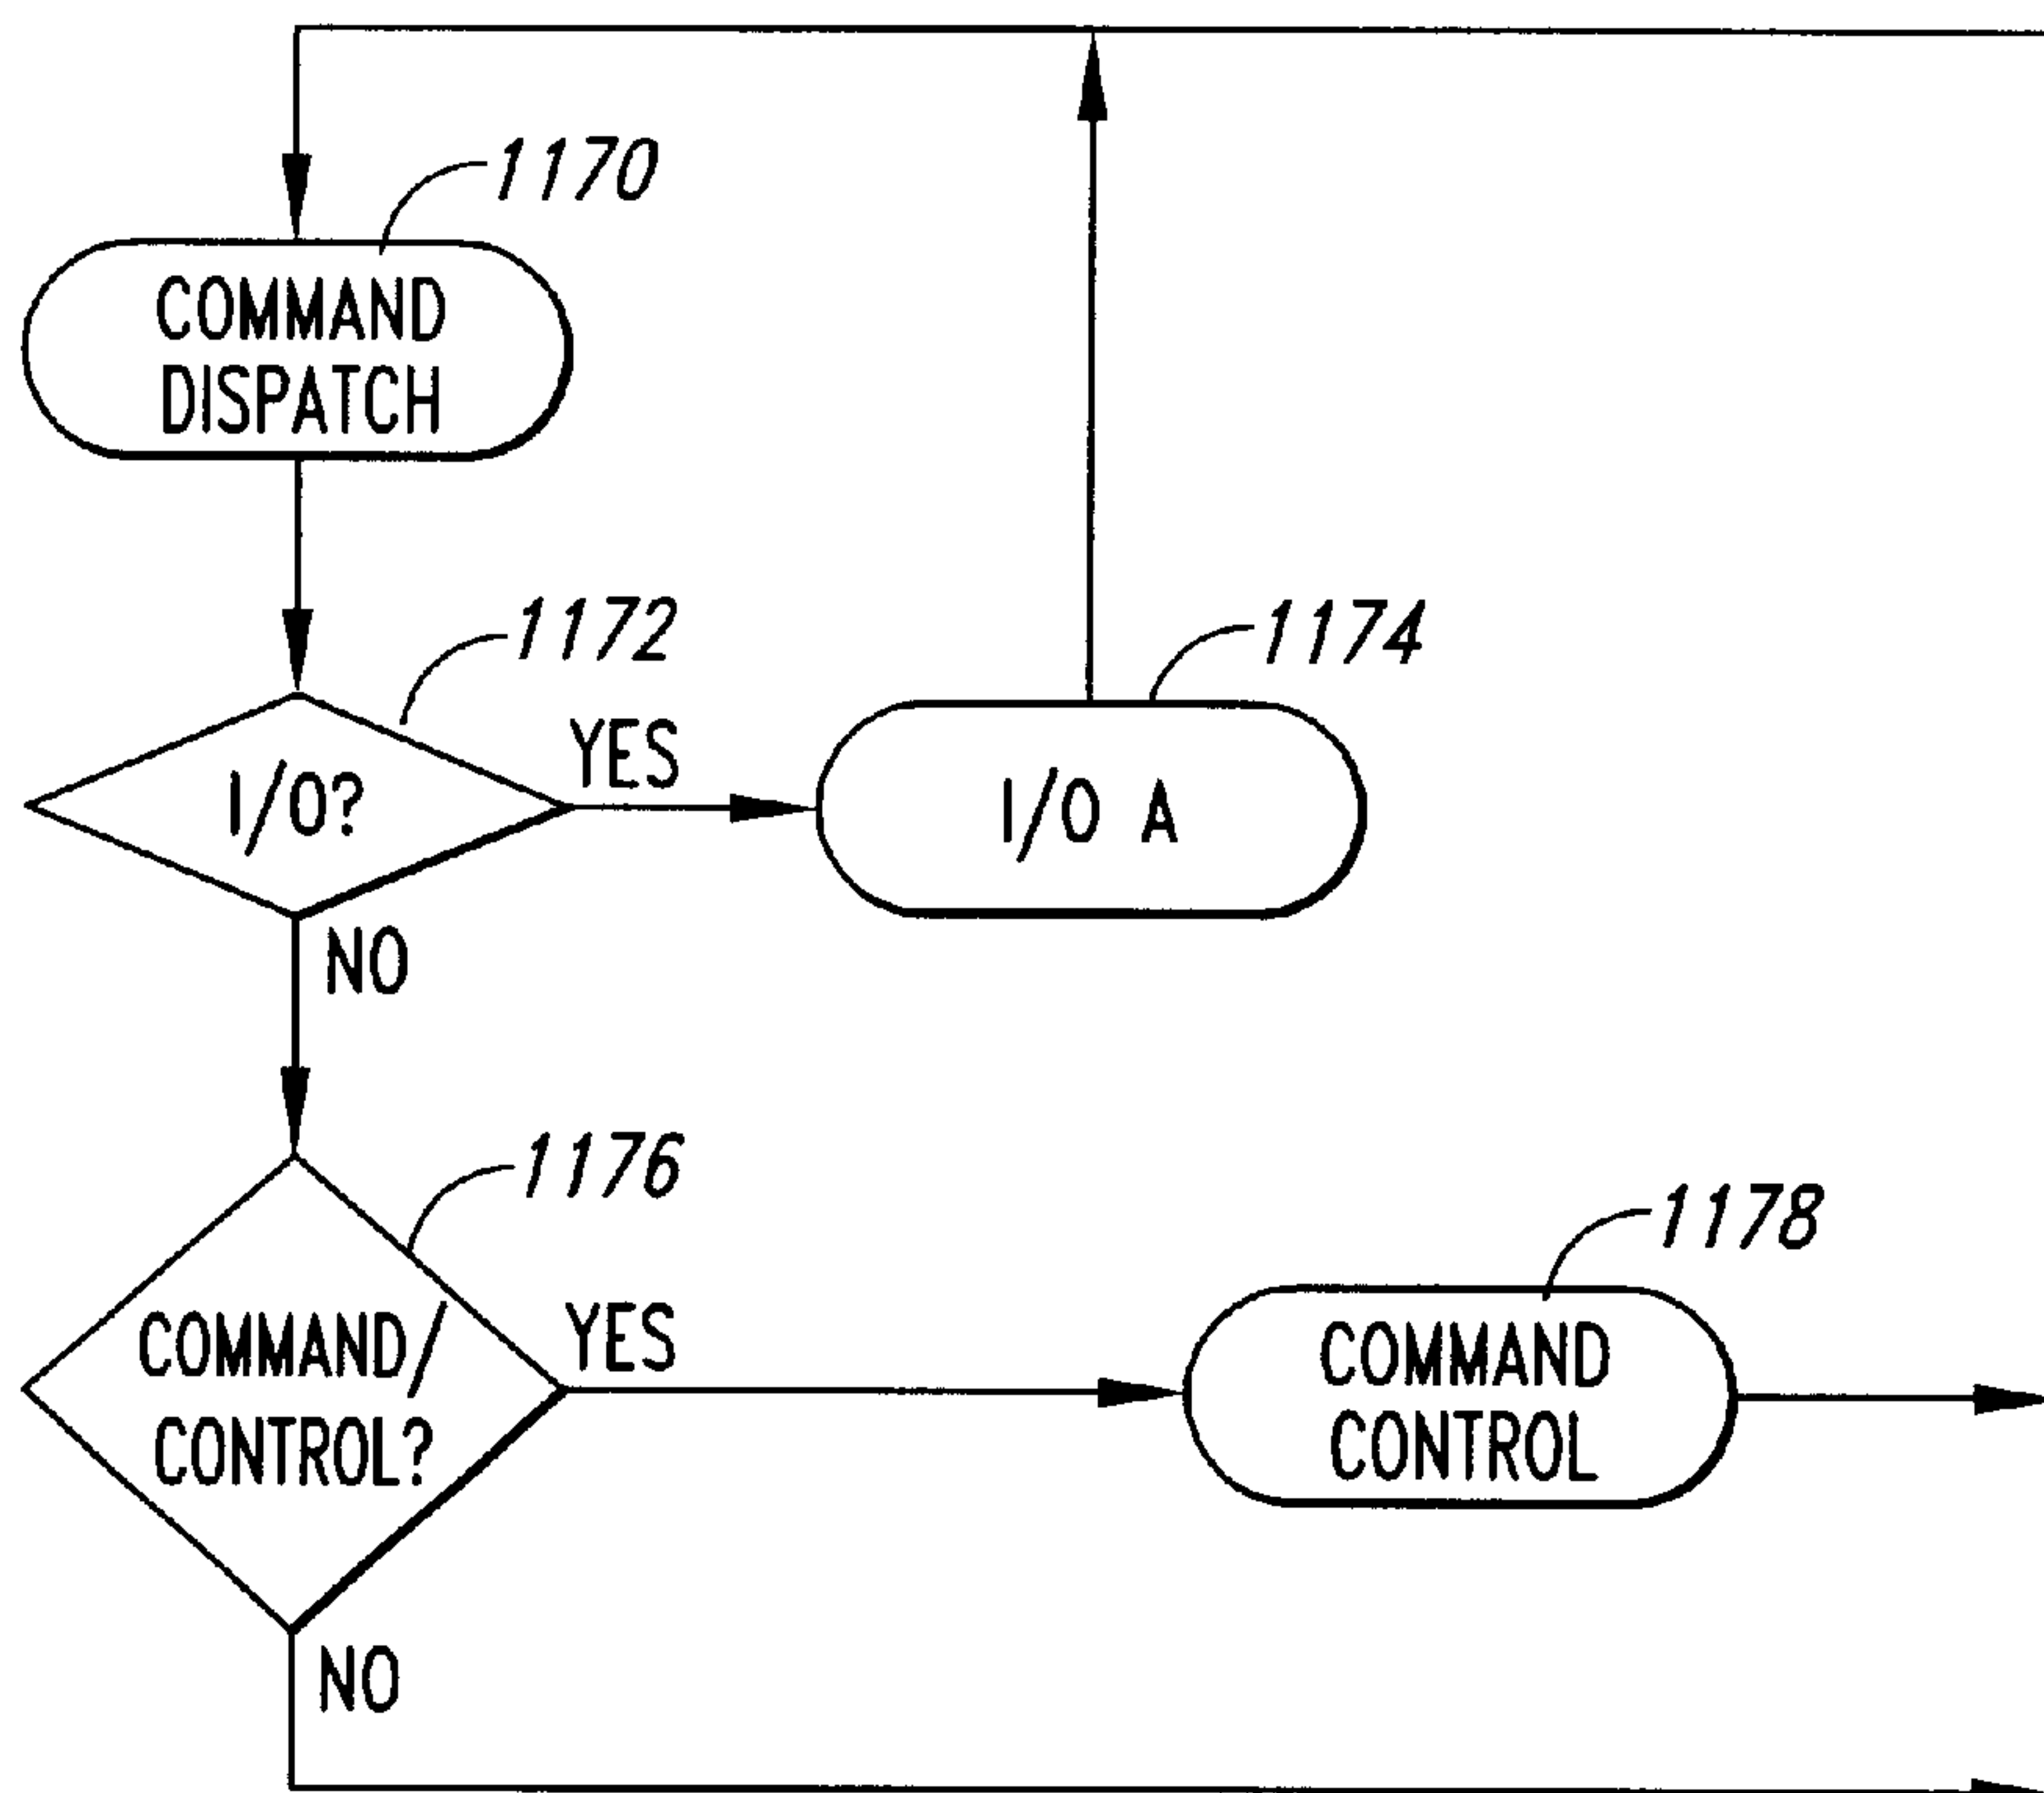 1170
COMMAND
DISPATCH
1172
1174
YES
I/O?
I/O A
NO
1176
1178
YES
COMMAND/
CONTROL?
COMMAND
CONTROL
NO